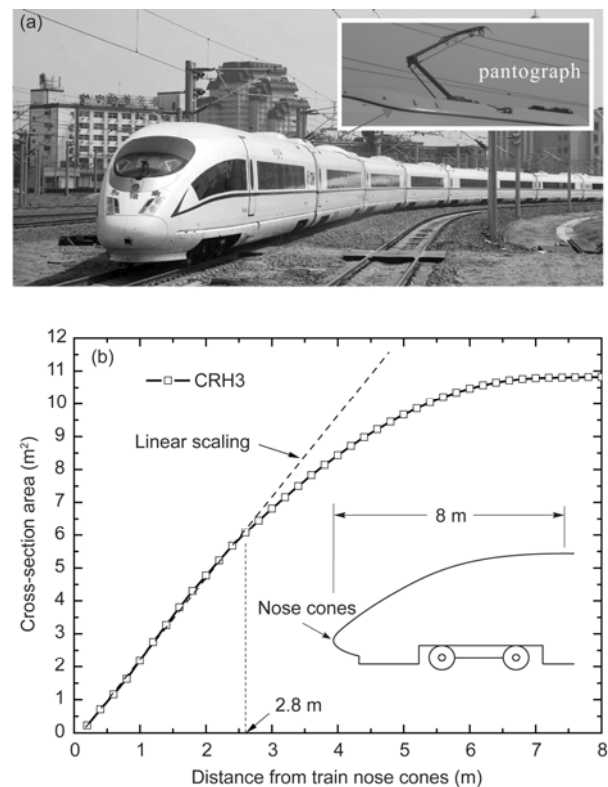 (a)
pantograph
(b)
CRH3
Linear scaling
8 m
Nose cones
2.8 m
12
11
10
9
8
7
6
5
4
3
2
1
0
Cross-section area (m²)
0 1 2 3 4 5 6 7 8
Distance from train nose cones (m)